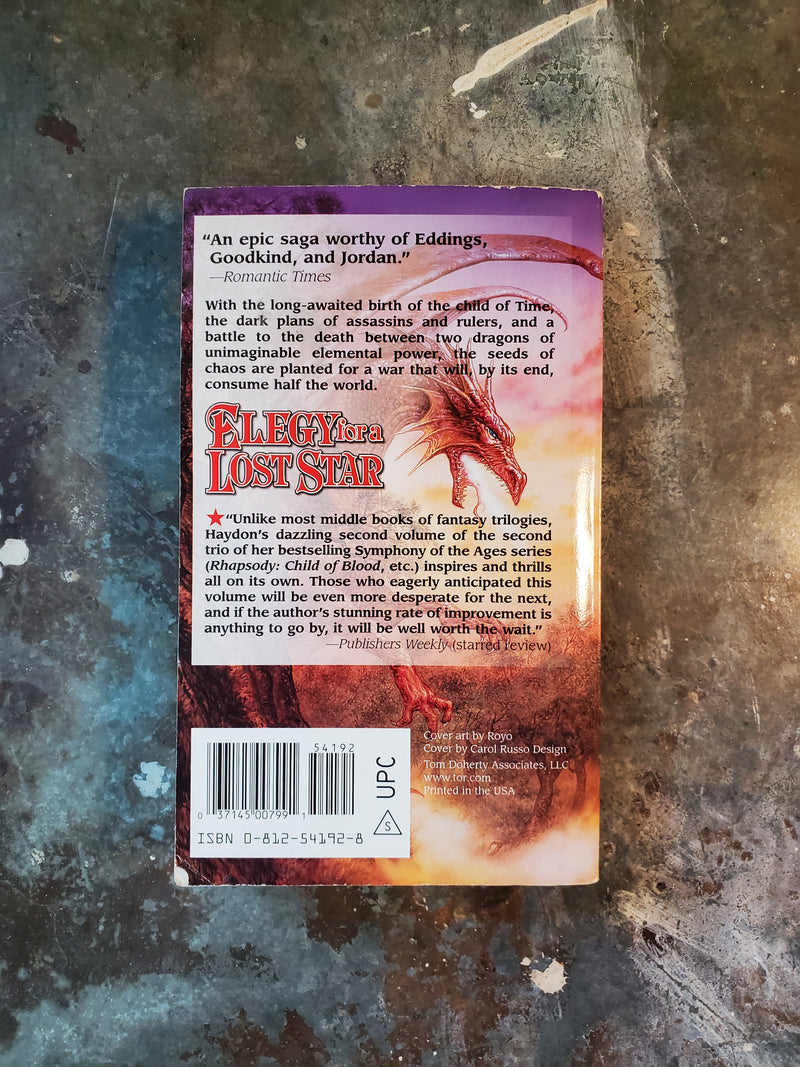 “An epic saga worthy of Eddings,
Goodkind, and Jordan.”
—Romantic Times
With the long-awaited birth of the child of Time,
the dark plans of assassins and rulers, and a
battle to the death between two dragons of
unimaginable elemental power, the seeds of
chaos are planted for a war that will, by its end,
consume half the world.
ELEGY for a
LOST STAR
★“Unlike most middle books of fantasy trilogies,
Haydon’s dazzling second volume of the second
trio of her bestselling Symphony of the Ages series
(Rhapsody: Child of Blood, etc.) inspires and thrills
all on its own. Those who eagerly anticipated this
volume will be even more desperate for the next,
and if the author’s stunning rate of improvement is
anything to go by, it will be well worth the wait.”
—Publishers Weekly (starred review)
Cover art by Royo
Cover by Carol Russo Design
Tom Doherty Associates, LLC
www.tor.com
Printed in the USA
54192
0 37145 00799 1
ISBN 0-812-54192-8
UPC
S